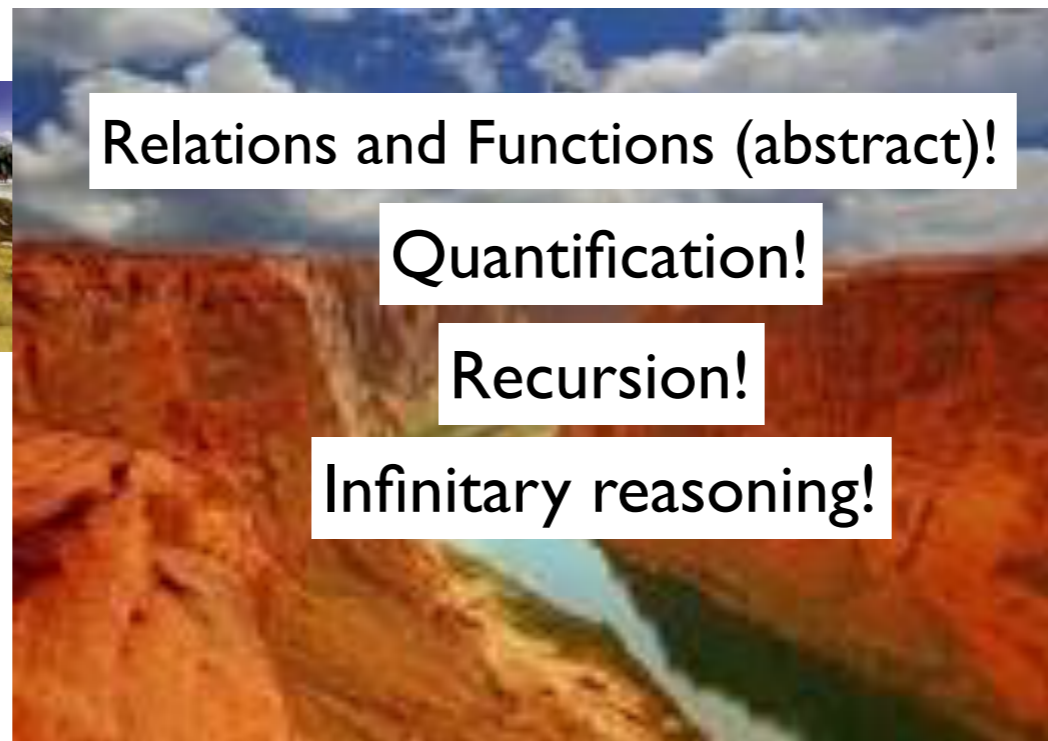 Relations and Functions (abstract)!
Quantification!
Recursion!
Infinitary reasoning!